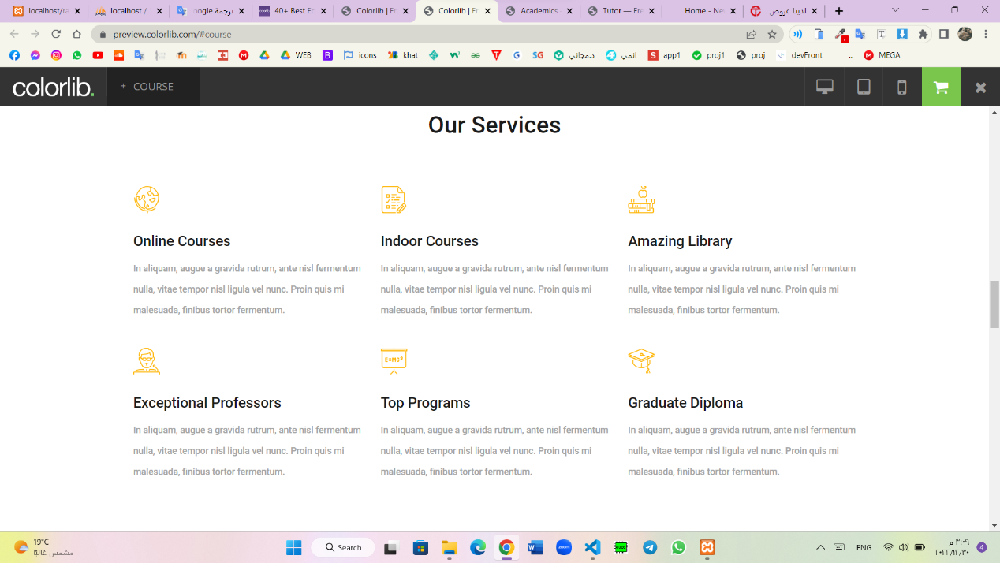 localhost/ra
localhost / 1
ترجمة oogle
40+ Best Ed
Colorlib | Fr
Colorlib | Fr
Academics
Tutor — Fre
Home - Ne
لدينا عروض
preview.colorlib.com/#course
WEB
icons
khat
د.مجاني
انمي
app1
proj1
proj
devFront
..
MEGA
colorlib.
+ COURSE
Our Services
Online Courses
In aliquam, augue a gravida rutrum, ante nisl fermentum
nulla, vitae tempor nisl ligula vel nunc. Proin quis mi
malesuada, finibus tortor fermentum.
Indoor Courses
In aliquam, augue a gravida rutrum, ante nisl fermentum
nulla, vitae tempor nisl ligula vel nunc. Proin quis mi
malesuada, finibus tortor fermentum.
Amazing Library
In aliquam, augue a gravida rutrum, ante nisl fermentum
nulla, vitae tempor nisl ligula vel nunc. Proin quis mi
malesuada, finibus tortor fermentum.
Exceptional Professors
In aliquam, augue a gravida rutrum, ante nisl fermentum
nulla, vitae tempor nisl ligula vel nunc. Proin quis mi
malesuada, finibus tortor fermentum.
E=MC²
Top Programs
In aliquam, augue a gravida rutrum, ante nisl fermentum
nulla, vitae tempor nisl ligula vel nunc. Proin quis mi
malesuada, finibus tortor fermentum.
Graduate Diploma
In aliquam, augue a gravida rutrum, ante nisl fermentum
nulla, vitae tempor nisl ligula vel nunc. Proin quis mi
malesuada, finibus tortor fermentum.
19°C
مشمس غالبًا
Search
zoom
ENG
٣:٠٩ م
٢٠٢٢/١٢/٣٠
4